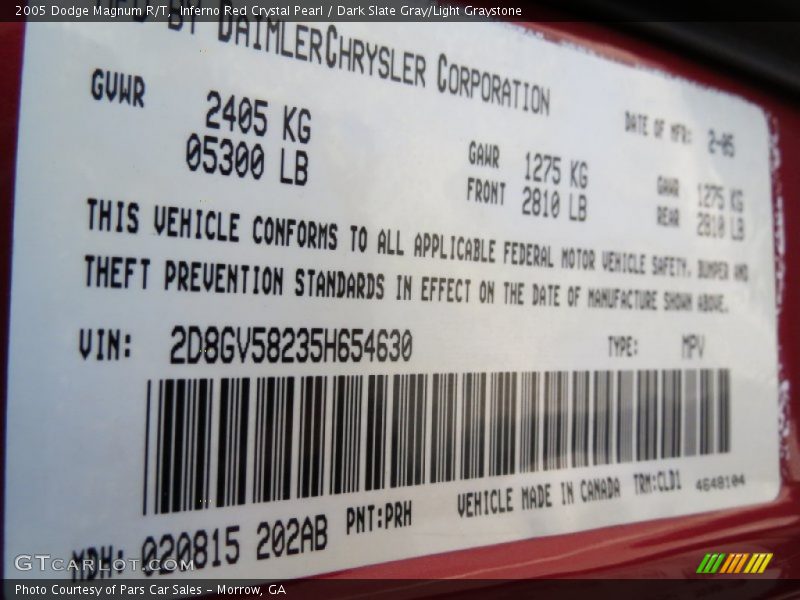 2005 Dodge Magnum R/T, Inferno Red Crystal Pearl / Dark Slate Gray/Light Graystone
BY DAIMLERCHRYSLER CORPORATION
GVWR 2405 KG
05300 LB
DATE OF MFR: 2-05
GAWR FRONT 1275 KG
2810 LB
GAWR REAR 1275 KG
2810 LB
THIS VEHICLE CONFORMS TO ALL APPLICABLE FEDERAL MOTOR VEHICLE SAFETY, BUMPER AND
THEFT PREVENTION STANDARDS IN EFFECT ON THE DATE OF MANUFACTURE SHOWN ABOVE.
VIN: 2D8GV58235H654630 TYPE: MPV
MDH: 020815 202AB PNT:PRH VEHICLE MADE IN CANADA TRM:CLD1 4648104
GTCarLot.com
Photo Courtesy of Pars Car Sales - Morrow, GA